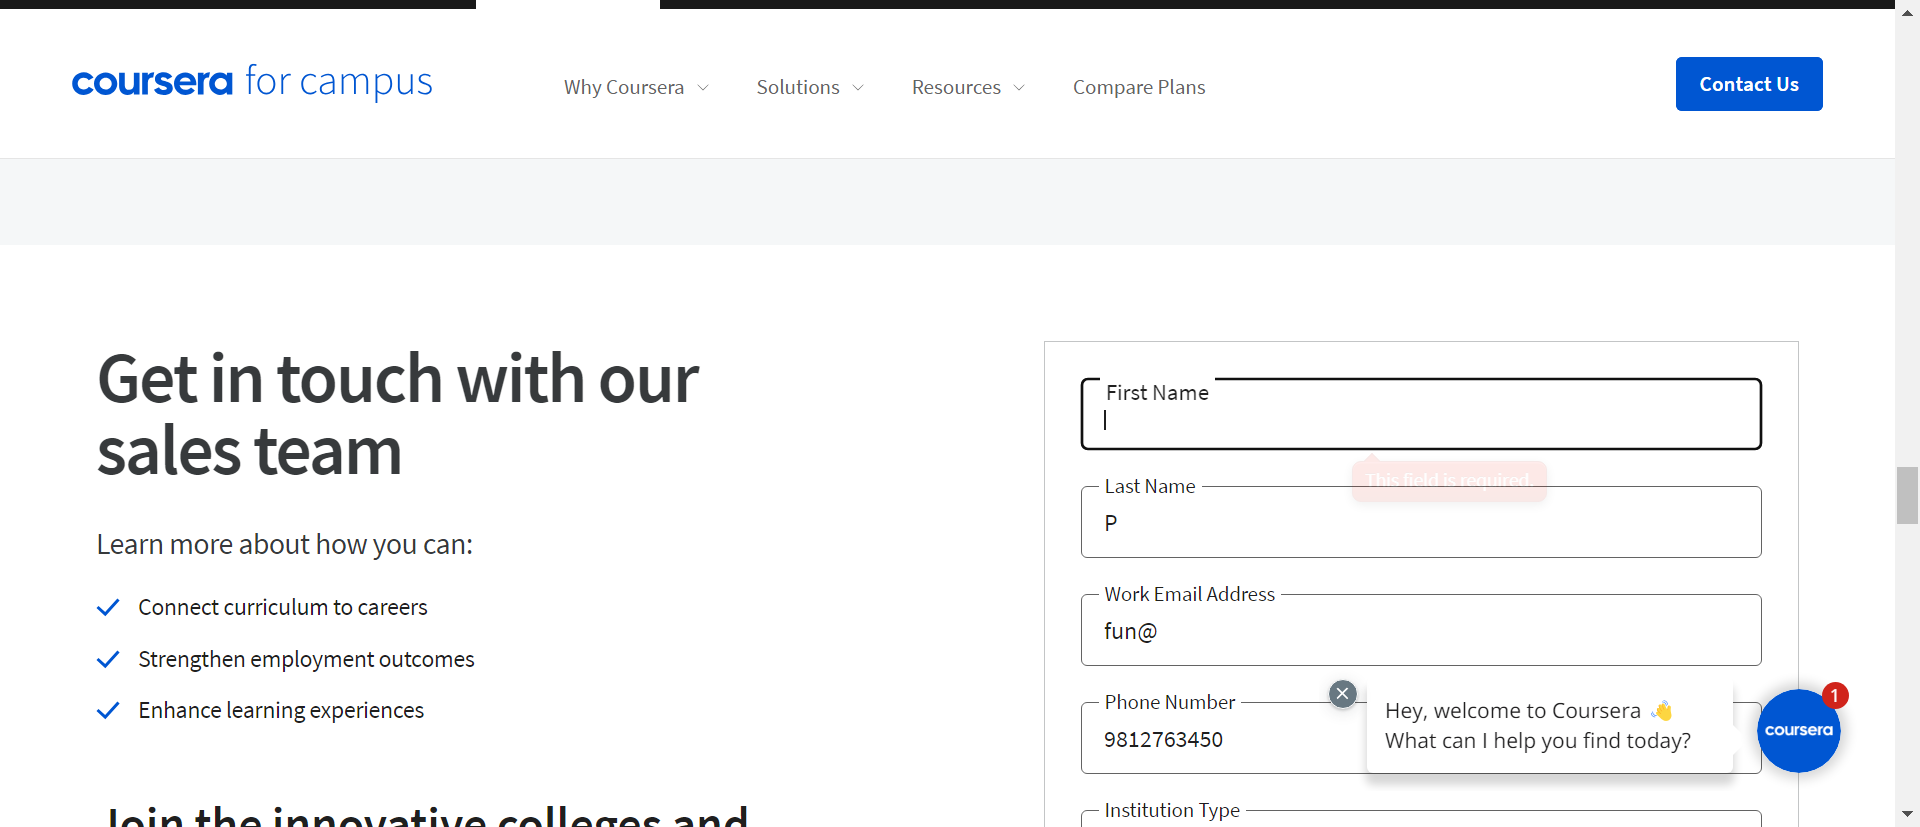 coursera for campus
Why Coursera
Solutions
Resources
Compare Plans
Contact Us
Get in touch with our
sales team
Learn more about how you can:
Connect curriculum to careers
Strengthen employment outcomes
Enhance learning experiences
Join the innovative colleges and
First Name
This field is required.
Last Name
P
Work Email Address
fun@
Phone Number
9812763450
Institution Type
Hey, welcome to Coursera 👋
What can I help you find today?
coursera
1